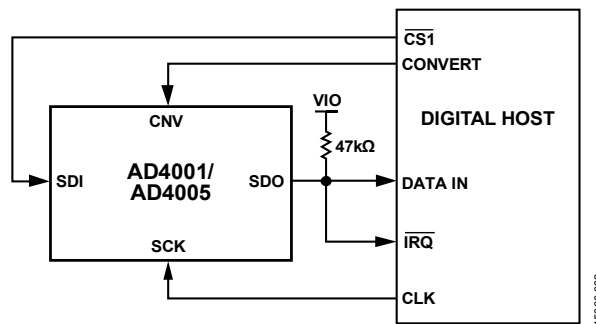 CS1
CONVERT
VIO
CNV
DIGITAL HOST
47kΩ
AD4001/
AD4005
SDI
SDO
DATA IN
SCK
IRQ
CLK